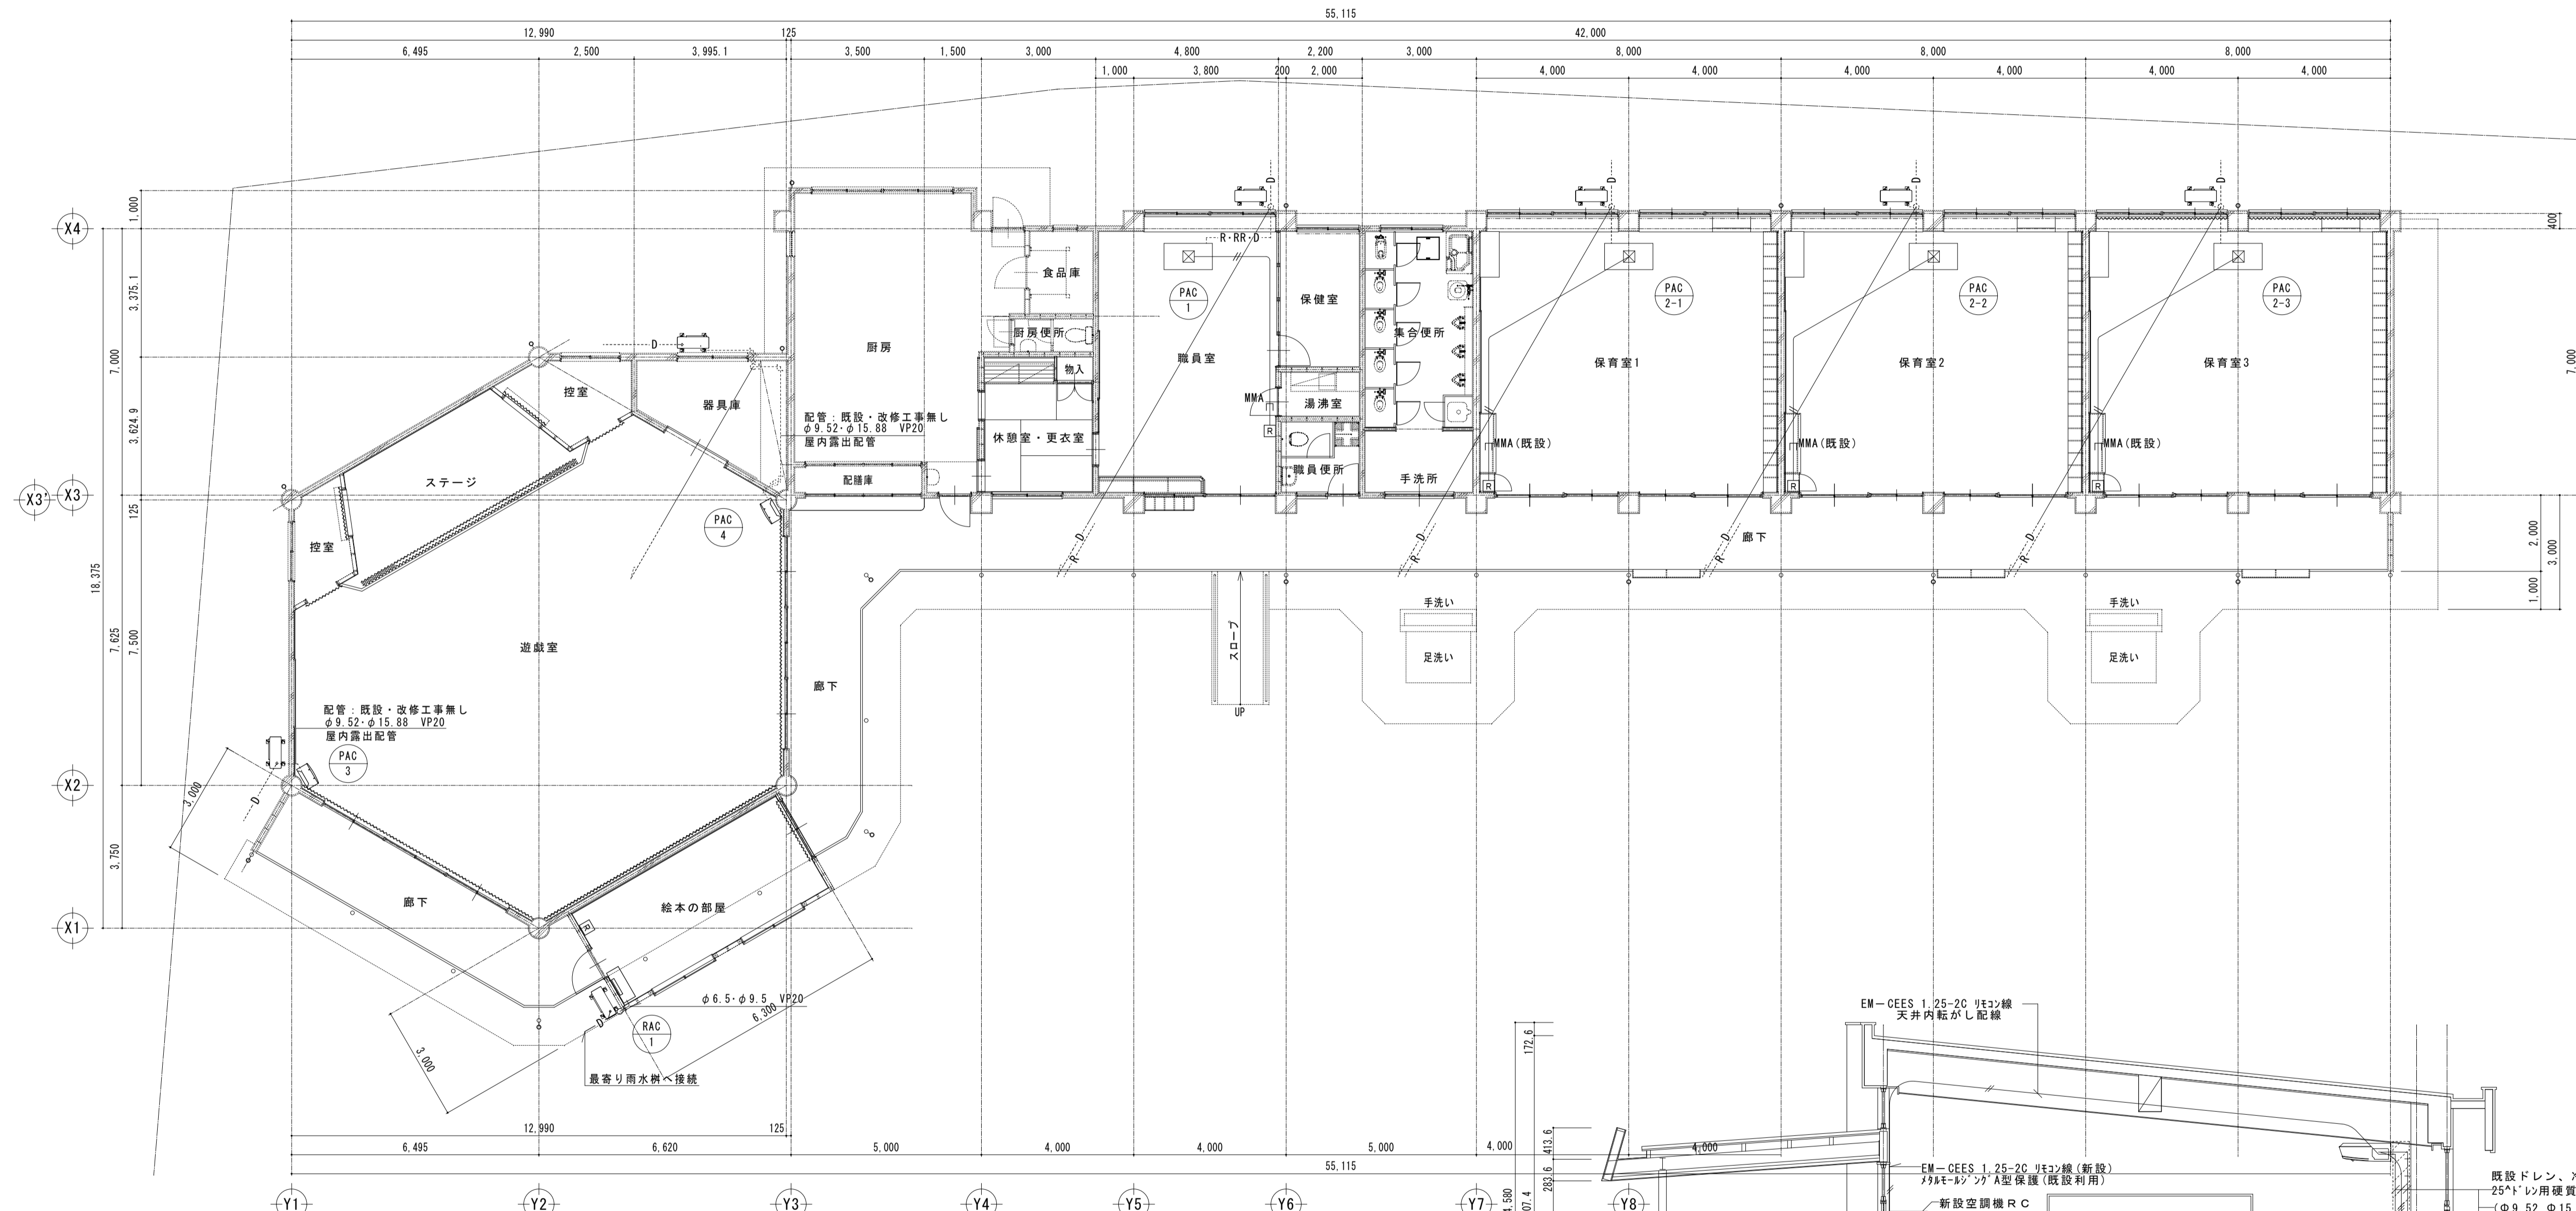 55,115
12,990
125
42,000
6,495
2,500
3,995.1
3,500
1,500
3,000
4,800
2,200
3,000
8,000
8,000
8,000
1,000
3,800
200
2,000
4,000
4,000
4,000
4,000
4,000
4,000
D
D
D
D
1,000
400
X4
R・RR・D
3,375.1
食品庫
PAC
1
保健室
PAC
2-1
PAC
2-2
PAC
2-3
厨房便所
集合便所
D
厨房
職員室
保育室1
保育室2
保育室3
7,000
7,000
物入
控室
器具庫
MMA
湯沸室
配管：既設・改修工事無し
φ9.52・φ15.88 VP20
屋内露出配管
3,624.9
休憩室・更衣室
R
MMA(既設)
MMA(既設)
MMA(既設)
職員便所
ステージ
配膳庫
手洗所
R
R
R
X3'
X3
125
PAC
4
控室
R D
R D
R D
R D
廊下
2,000
3,000
1,000
18,375
手洗い
手洗い
スロープ
7,625
7,500
遊戯室
足洗い
足洗い
廊下
UP
配管：既設・改修工事無し
φ9.52・φ15.88 VP20
屋内露出配管
PAC
3
X2
3,000
D
3,750
廊下
絵本の部屋
X1
R
φ6.5・φ9.5 VP20
6,300
D
RAC
1
3,000
最寄り雨水桝へ接続
EM－CEES 1.25-2C ﾘﾓｺﾝ線
天井内転がし配線
172.6
12,990
125
6,495
6,620
5,000
4,000
4,000
5,000
4,000
4,000
413.6
55,115
283.6
EM－CEES 1.25-2C ﾘﾓｺﾝ線(新設)
ﾒﾀﾙﾓｰﾙｼﾞﾝｸﾞA型保護(既設利用)
新設空調機RC
既設ドレン、
25^ﾄﾞﾚﾝ用硬質
(φ9.52 φ15
Y1
Y2
Y3
Y4
Y5
Y6
Y7
Y8